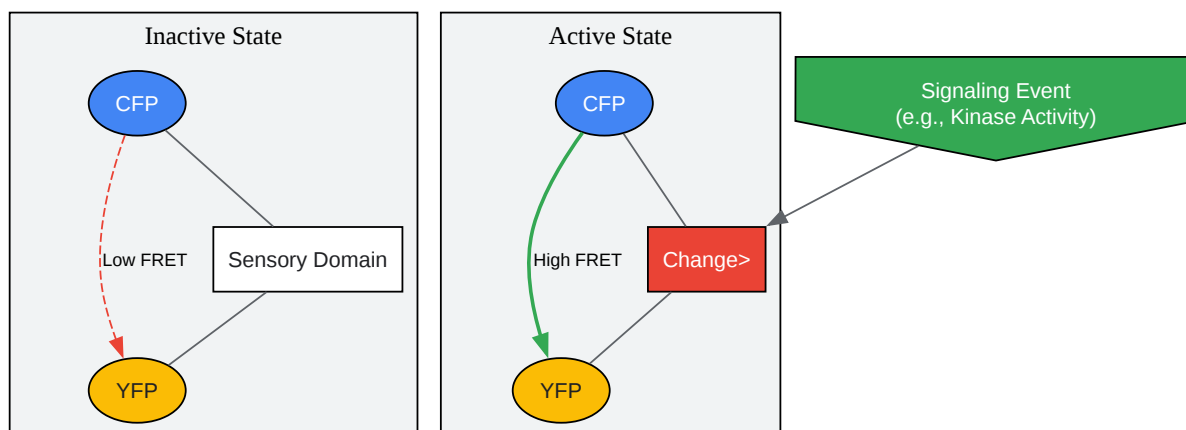 Inactive State
CFP
Low FRET
Sensory Domain
YFP
Active State
CFP
High FRET
Change>
YFP
Signaling Event
(e.g., Kinase Activity)